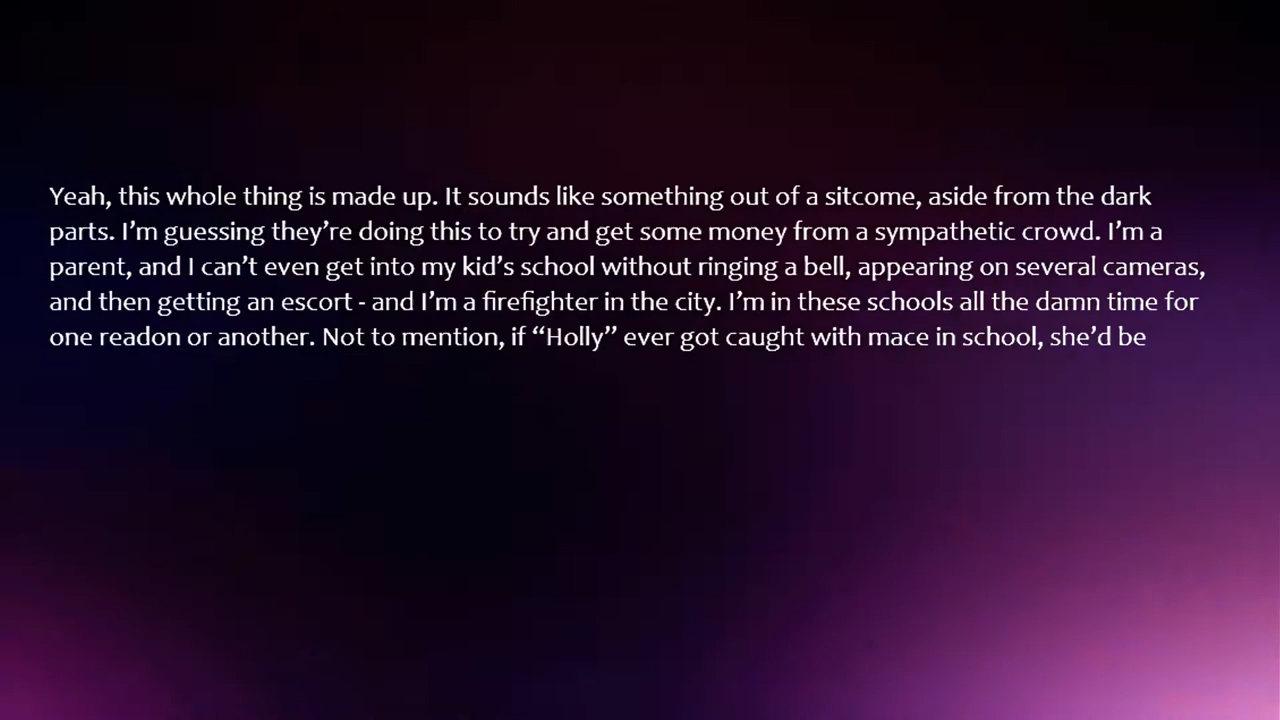 Yeah, this whole thing is made up. It sounds like something out of a sitcome, aside from the dark
parts. I’m guessing they’re doing this to try and get some money from a sympathetic crowd. I’m a
parent, and I can’t even get into my kid’s school without ringing a bell, appearing on several cameras,
and then getting an escort - and I’m a firefighter in the city. I’m in these schools all the damn time for
one readon or another. Not to mention, if “Holly” ever got caught with mace in school, she’d be